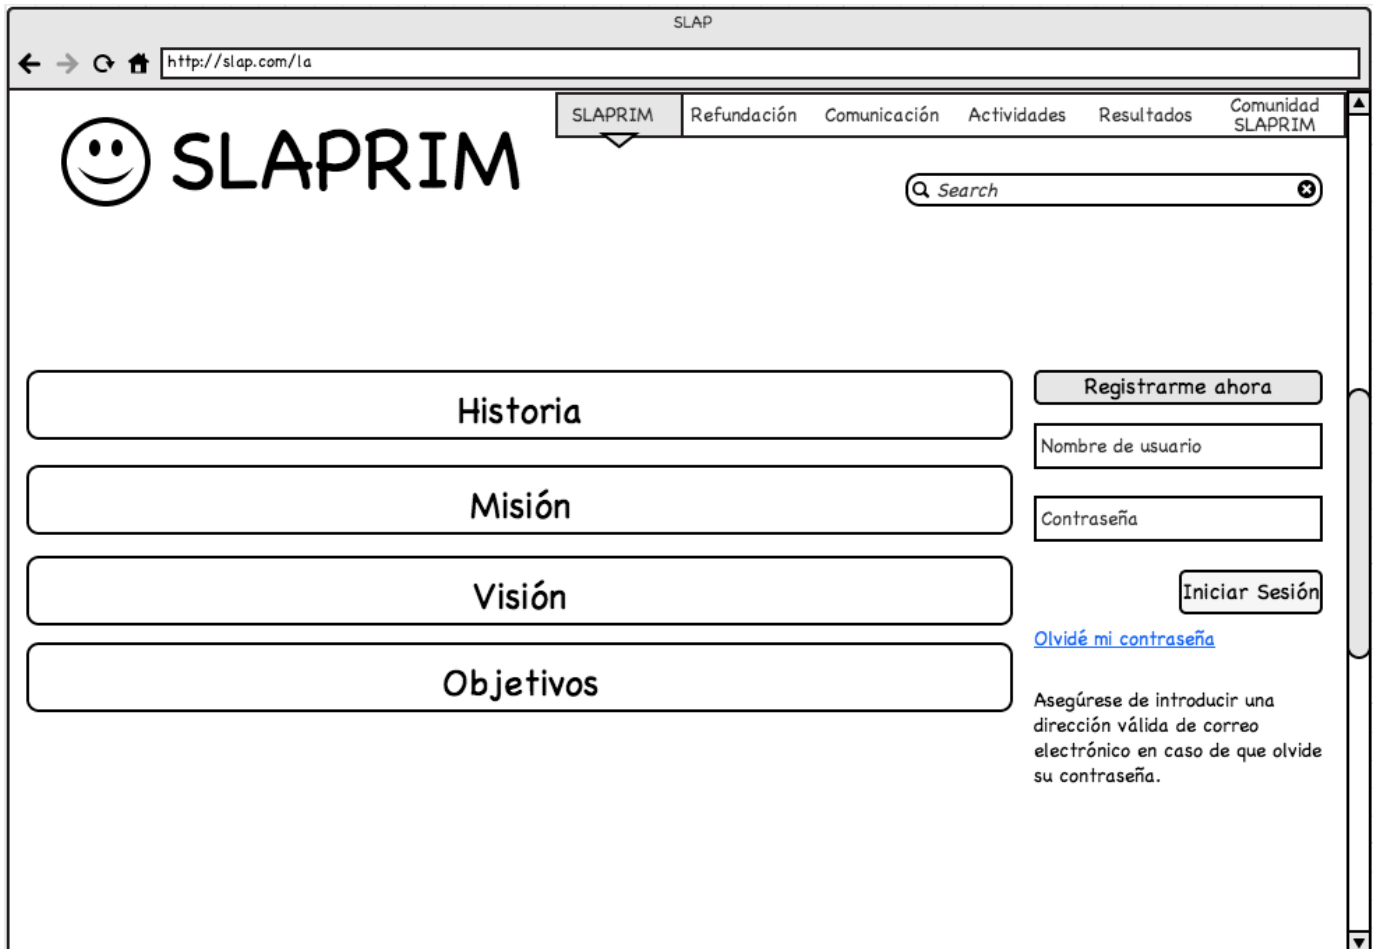 SLAP
http://slap.com/la
SLAPRIM
Refundación
Comunicación
Actividades
Resultados
Comunidad
SLAPRIM
SLAPRIM
Search
Historia
Misión
Visión
Objetivos
Registrarme ahora
Nombre de usuario
Contraseña
Iniciar Sesión
Olvidé mi contraseña
Asegúrese de introducir una
dirección válida de correo
electrónico en caso de que olvide
su contraseña.